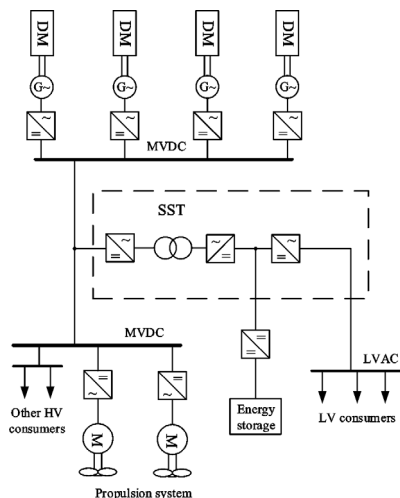 DM DM DM DM
G~ G~ G~ G~
MVDC
SST
MVDC
LVAC
Other HV
consumers
Energy
storage
LV consumers
M M
Propulsion system